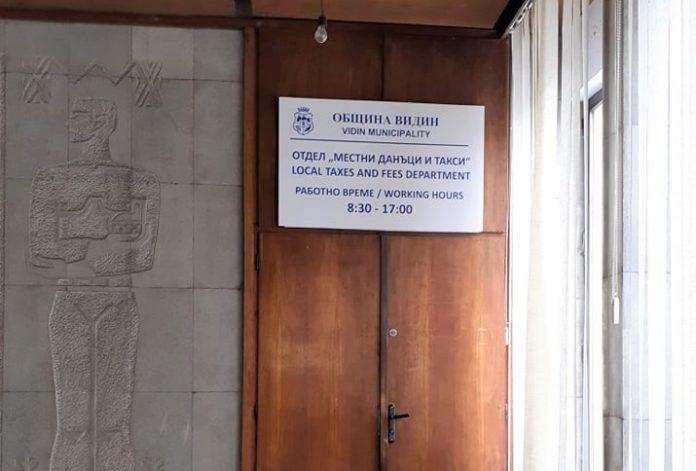 ОБЩИНА ВИДИН
VIDIN MUNICIPALITY
ОТДЕЛ „МЕСТНИ ДАНЪЦИ И ТАКСИ“
LOCAL TAXES AND FEES DEPARTMENT
РАБОТНО ВРЕМЕ / WORKING HOURS
8:30 - 17:00